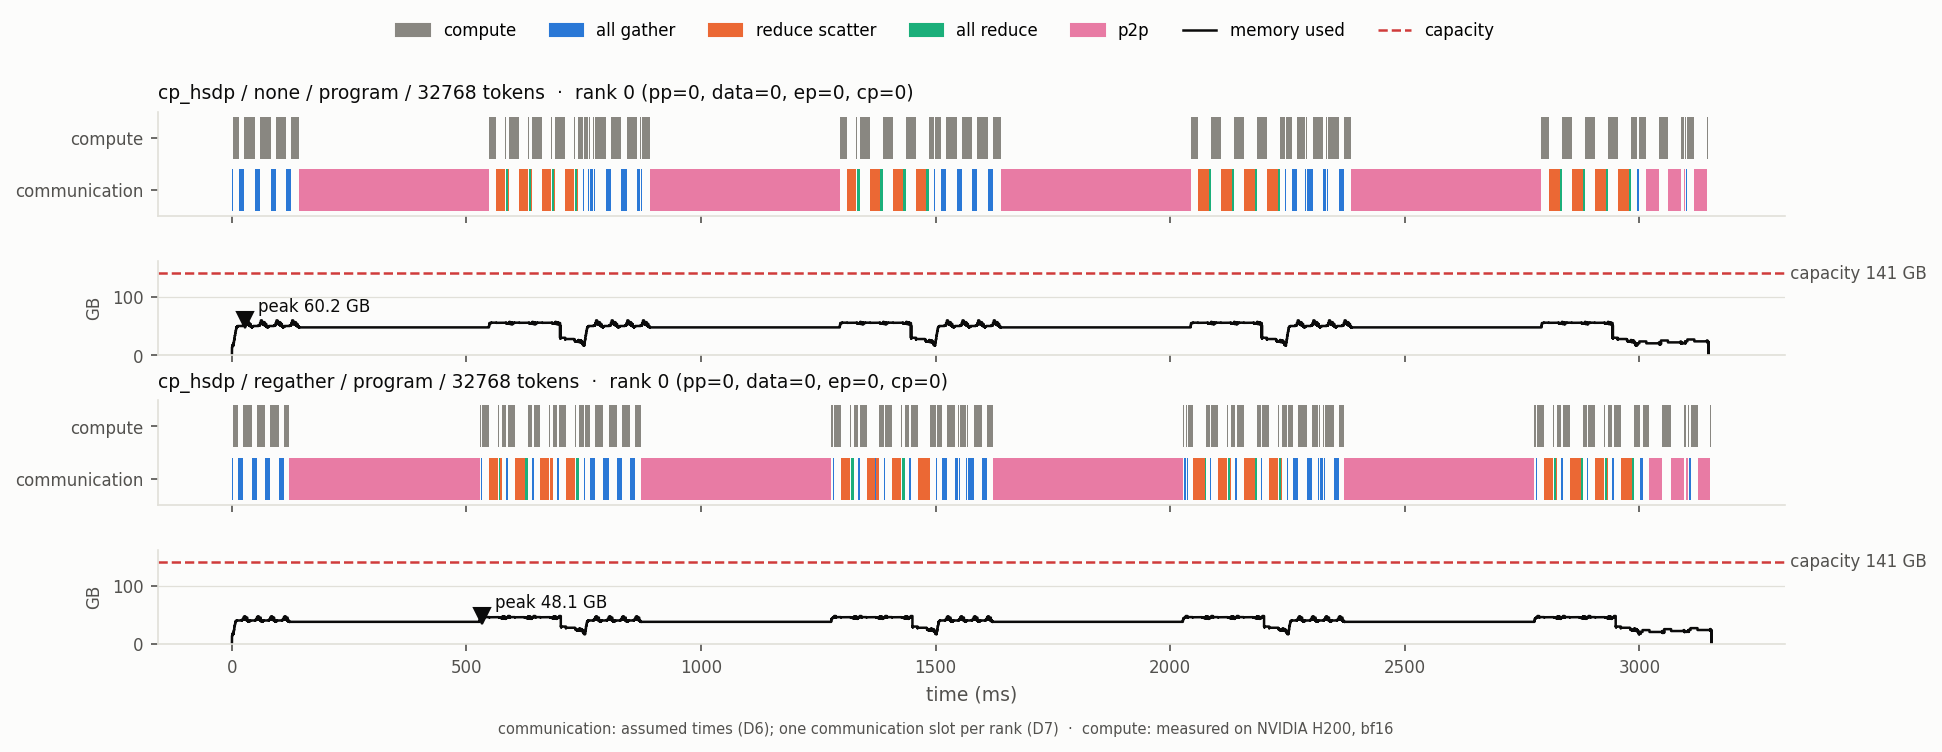 compute all gather reduce scatter all reduce p2p memory used capacity
cp_hsdp / none / program / 32768 tokens · rank 0 (pp=0, data=0, ep=0, cp=0)
compute
communication
capacity 141 GB
GB
100
peak 60.2 GB
0
cp_hsdp / regather / program / 32768 tokens · rank 0 (pp=0, data=0, ep=0, cp=0)
compute
communication
capacity 141 GB
GB
100
peak 48.1 GB
0
0 500 1000 1500 2000 2500 3000
time (ms)
communication: assumed times (D6); one communication slot per rank (D7) · compute: measured on NVIDIA H200, bf16